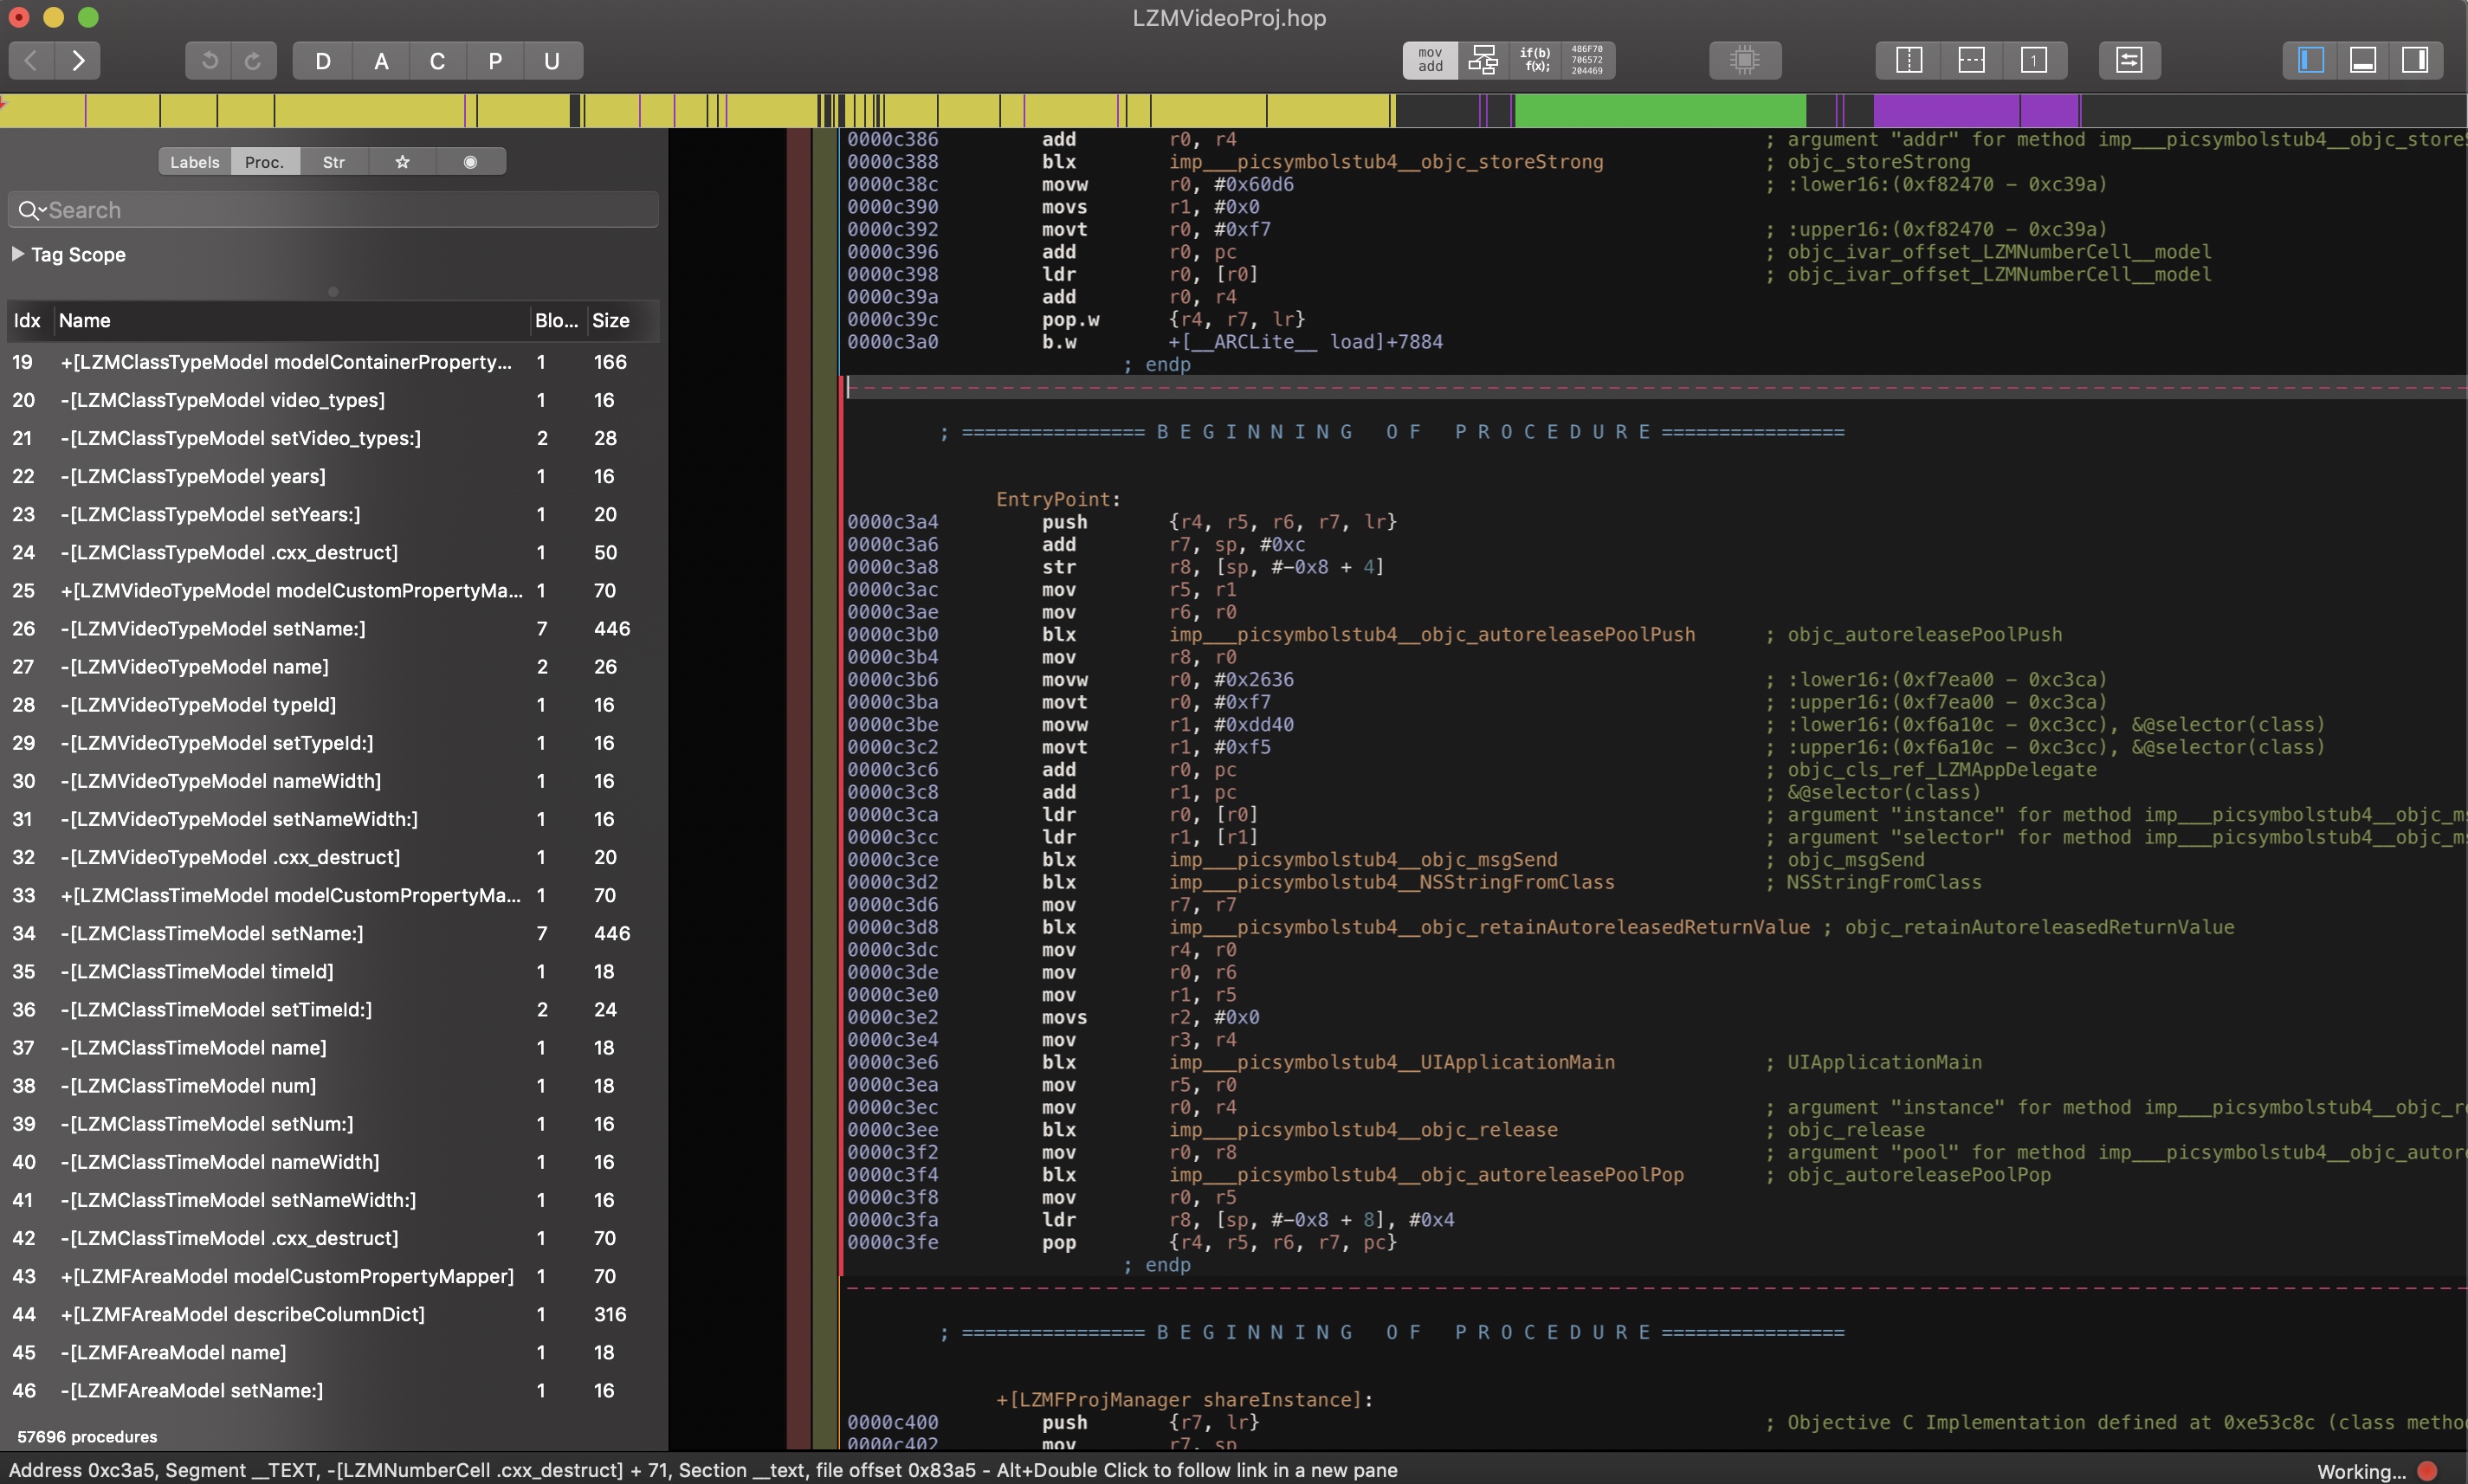 LZMVideoProj.hop
D A C P U
mov add
if(b) f(x);
486F70 706572 204469
1
Labels Proc. Str
Search
Tag Scope
Idx Name Blo... Size
19 +[LZMClassTypeModel modelContainerProperty... 1 166
20 -[LZMClassTypeModel video_types] 1 16
21 -[LZMClassTypeModel setVideo_types:] 2 28
22 -[LZMClassTypeModel years] 1 16
23 -[LZMClassTypeModel setYears:] 1 20
24 -[LZMClassTypeModel .cxx_destruct] 1 50
25 +[LZMVideoTypeModel modelCustomPropertyMa... 1 70
26 -[LZMVideoTypeModel setName:] 7 446
27 -[LZMVideoTypeModel name] 2 26
28 -[LZMVideoTypeModel typeId] 1 16
29 -[LZMVideoTypeModel setTypeId:] 1 16
30 -[LZMVideoTypeModel nameWidth] 1 16
31 -[LZMVideoTypeModel setNameWidth:] 1 16
32 -[LZMVideoTypeModel .cxx_destruct] 1 20
33 +[LZMClassTimeModel modelCustomPropertyMa... 1 70
34 -[LZMClassTimeModel setName:] 7 446
35 -[LZMClassTimeModel timeId] 1 18
36 -[LZMClassTimeModel setTimeId:] 2 24
37 -[LZMClassTimeModel name] 1 18
38 -[LZMClassTimeModel num] 1 18
39 -[LZMClassTimeModel setNum:] 1 16
40 -[LZMClassTimeModel nameWidth] 1 16
41 -[LZMClassTimeModel setNameWidth:] 1 16
42 -[LZMClassTimeModel .cxx_destruct] 1 70
43 +[LZMFAreaModel modelCustomPropertyMapper] 1 70
44 +[LZMFAreaModel describeColumnDict] 1 316
45 -[LZMFAreaModel name] 1 18
46 -[LZMFAreaModel setName:] 1 16
57696 procedures
0000c386 add r0, r4 ; argument "addr" for method imp___picsymbolstub4__objc_stores
0000c388 blx imp___picsymbolstub4__objc_storeStrong ; objc_storeStrong
0000c38c movw r0, #0x60d6 ; :lower16:(0xf82470 - 0xc39a)
0000c390 movs r1, #0x0
0000c392 movt r0, #0xf7 ; :upper16:(0xf82470 - 0xc39a)
0000c396 add r0, pc ; objc_ivar_offset_LZMNumberCell__model
0000c398 ldr r0, [r0] ; objc_ivar_offset_LZMNumberCell__model
0000c39a add r0, r4
0000c39c pop.w {r4, r7, lr}
0000c3a0 b.w +[__ARCLite__ load]+7884
; endp
; ================ B E G I N N I N G O F P R O C E D U R E ================
EntryPoint:
0000c3a4 push {r4, r5, r6, r7, lr}
0000c3a6 add r7, sp, #0xc
0000c3a8 str r8, [sp, #-0x8 + 4]
0000c3ac mov r5, r1
0000c3ae mov r6, r0
0000c3b0 blx imp___picsymbolstub4__objc_autoreleasePoolPush ; objc_autoreleasePoolPush
0000c3b4 mov r8, r0
0000c3b6 movw r0, #0x2636 ; :lower16:(0xf7ea00 - 0xc3ca)
0000c3ba movt r0, #0xf7 ; :upper16:(0xf7ea00 - 0xc3ca)
0000c3be movw r1, #0xdd40 ; :lower16:(0xf6a10c - 0xc3cc), &@selector(class)
0000c3c2 movt r1, #0xf5 ; :upper16:(0xf6a10c - 0xc3cc), &@selector(class)
0000c3c6 add r0, pc ; objc_cls_ref_LZMAppDelegate
0000c3c8 add r1, pc ; &@selector(class)
0000c3ca ldr r0, [r0] ; argument "instance" for method imp___picsymbolstub4__objc_ms
0000c3cc ldr r1, [r1] ; argument "selector" for method imp___picsymbolstub4__objc_ms
0000c3ce blx imp___picsymbolstub4__objc_msgSend ; objc_msgSend
0000c3d2 blx imp___picsymbolstub4__NSStringFromClass ; NSStringFromClass
0000c3d6 mov r7, r7
0000c3d8 blx imp___picsymbolstub4__objc_retainAutoreleasedReturnValue ; objc_retainAutoreleasedReturnValue
0000c3dc mov r4, r0
0000c3de mov r0, r6
0000c3e0 mov r1, r5
0000c3e2 movs r2, #0x0
0000c3e4 mov r3, r4
0000c3e6 blx imp___picsymbolstub4__UIApplicationMain ; UIApplicationMain
0000c3ea mov r5, r0
0000c3ec mov r0, r4 ; argument "instance" for method imp___picsymbolstub4__objc_re
0000c3ee blx imp___picsymbolstub4__objc_release ; objc_release
0000c3f2 mov r0, r8 ; argument "pool" for method imp___picsymbolstub4__objc_autore
0000c3f4 blx imp___picsymbolstub4__objc_autoreleasePoolPop ; objc_autoreleasePoolPop
0000c3f8 mov r0, r5
0000c3fa ldr r8, [sp, #-0x8 + 8], #0x4
0000c3fe pop {r4, r5, r6, r7, pc}
; endp
; ================ B E G I N N I N G O F P R O C E D U R E ================
+[LZMFProjManager shareInstance]:
0000c400 push {r7, lr} ; Objective C Implementation defined at 0xe53c8c (class metho
0000c402 mov r7, sp
Address 0xc3a5, Segment __TEXT, -[LZMNumberCell .cxx_destruct] + 71, Section __text, file offset 0x83a5 - Alt+Double Click to follow link in a new pane
Working...